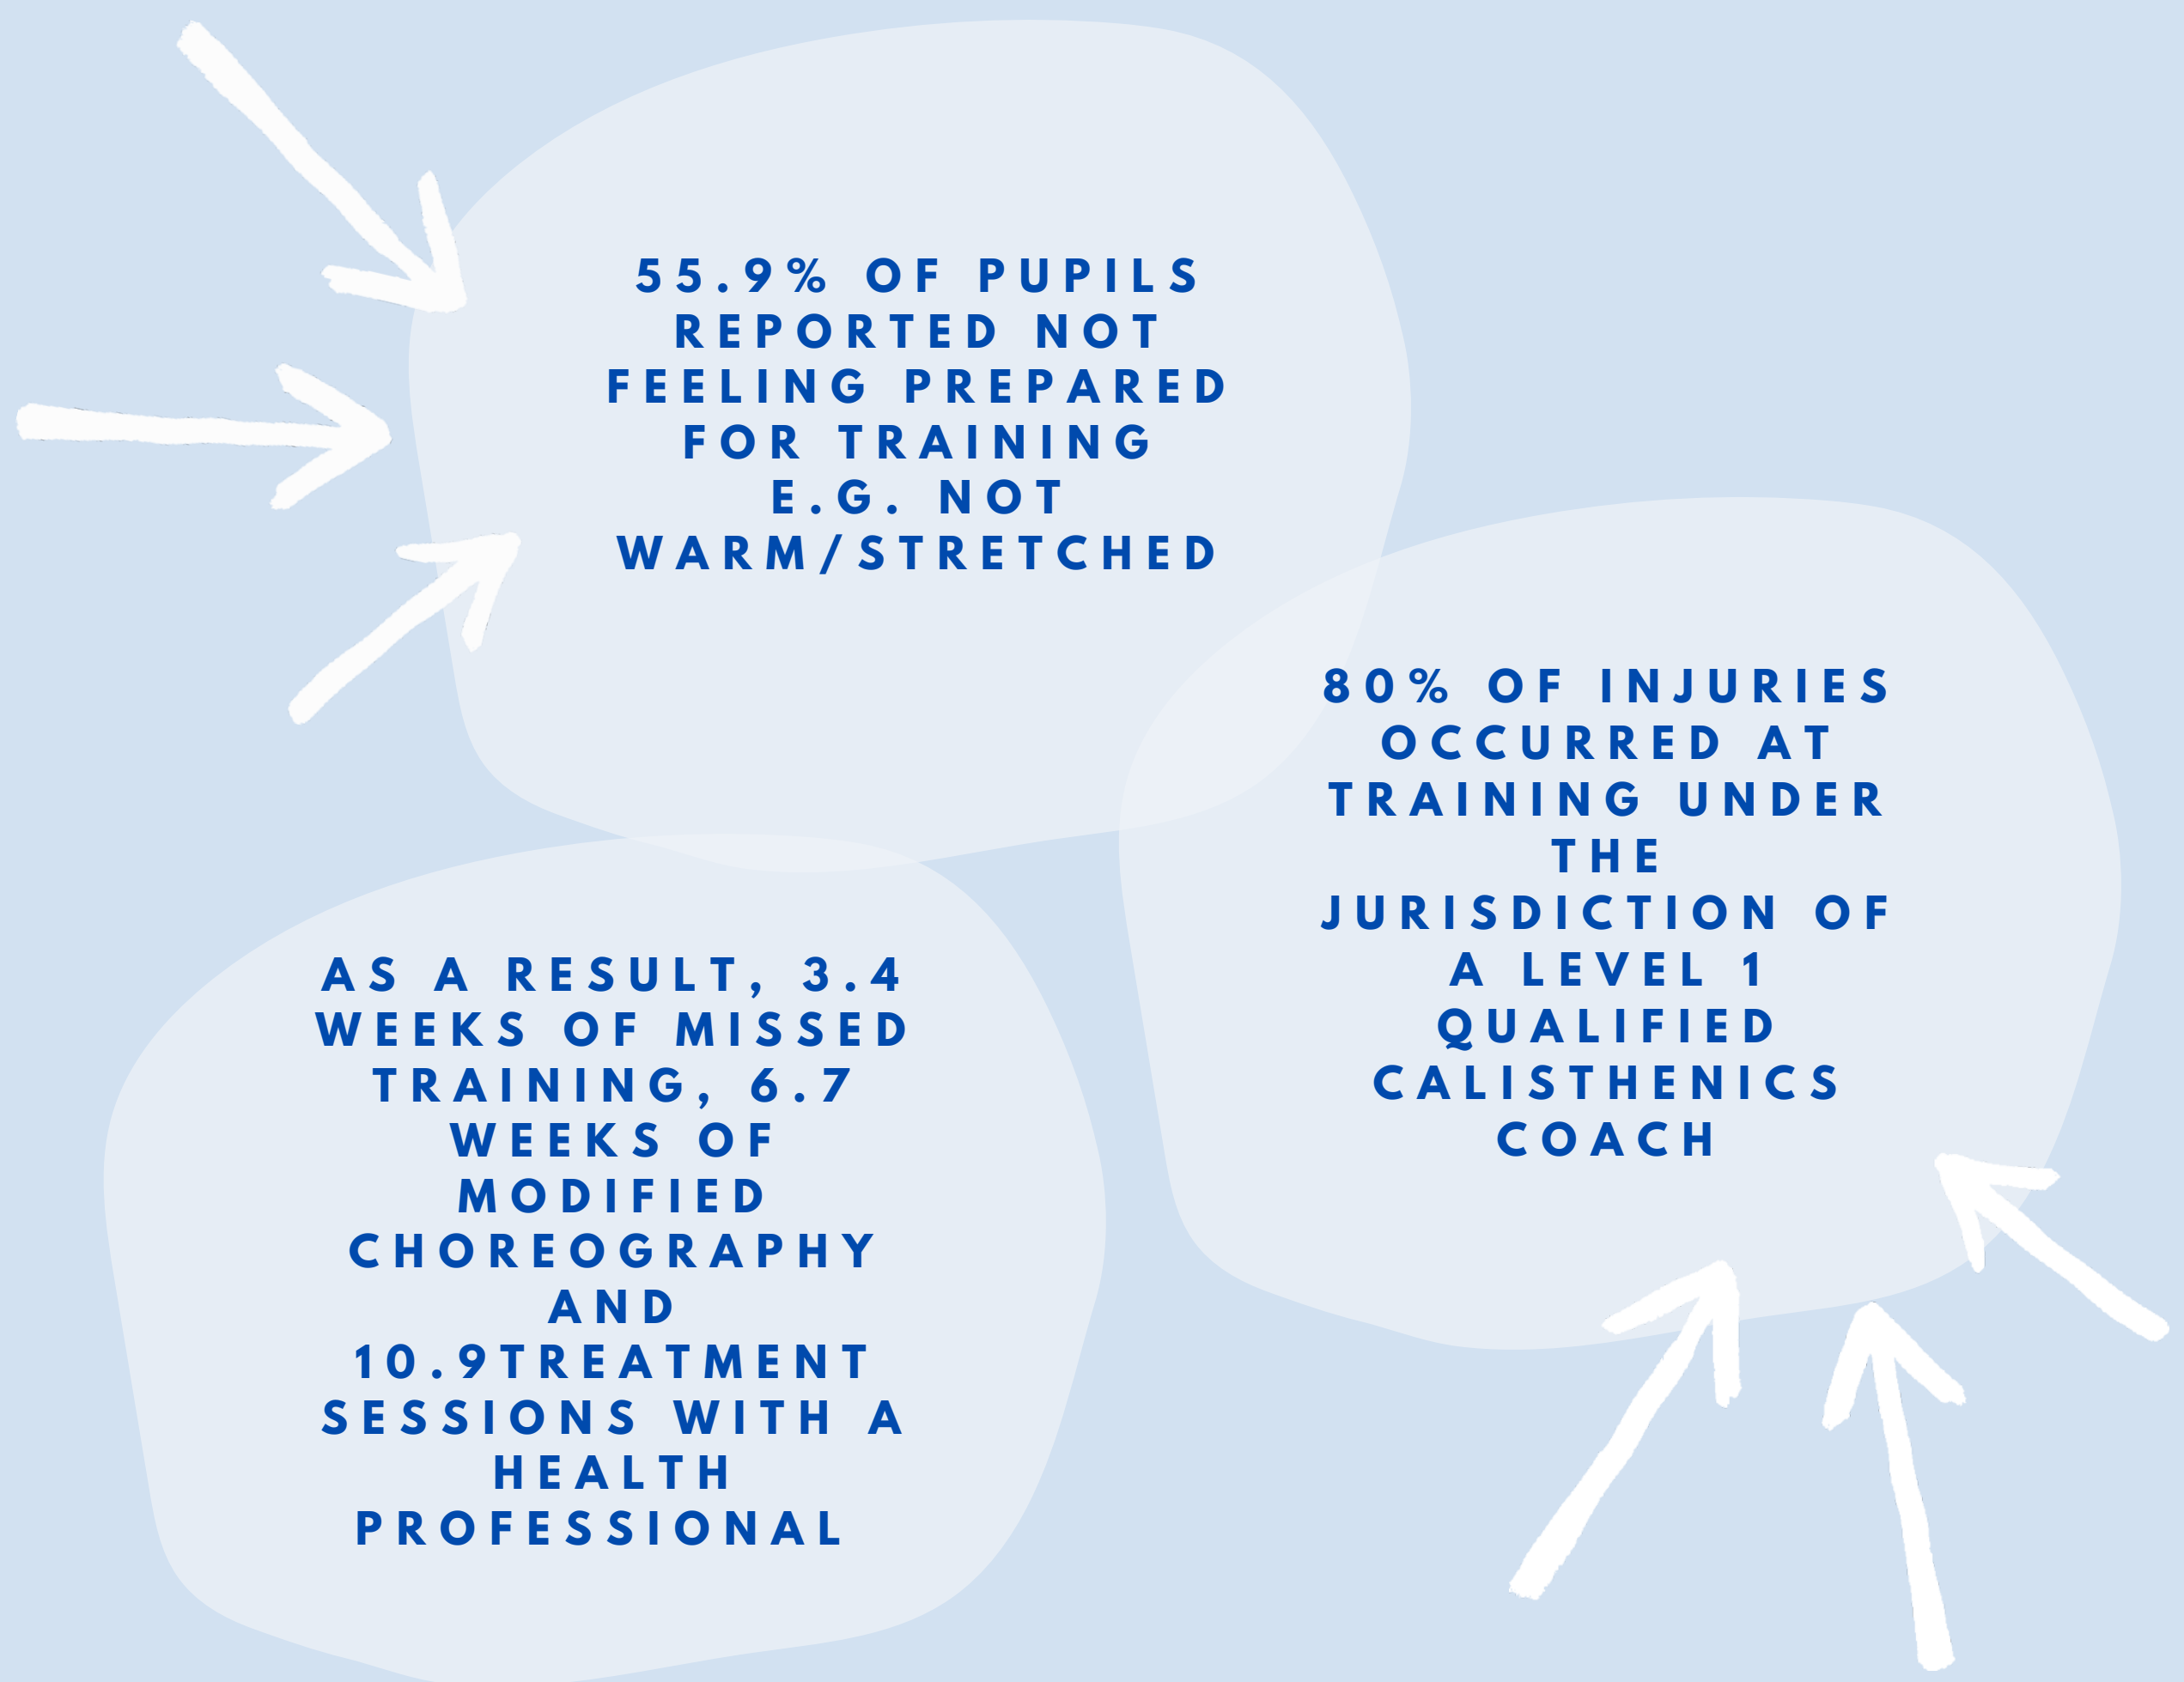 55.9% OF PUPILS
REPORTED NOT
FEELING PREPARED
FOR TRAINING
E.G. NOT
WARM/STRETCHED
80% OF INJURIES
OCCURRED AT
TRAINING UNDER
THE
JURISDICTION OF
A LEVEL 1
QUALIFIED
CALISTHENICS
COACH
AS A RESULT, 3.4
WEEKS OF MISSED
TRAINING, 6.7
WEEKS OF
MODIFIED
CHOREOGRAPHY
AND
10.9TREATMENT
SESSIONS WITH A
HEALTH
PROFESSIONAL